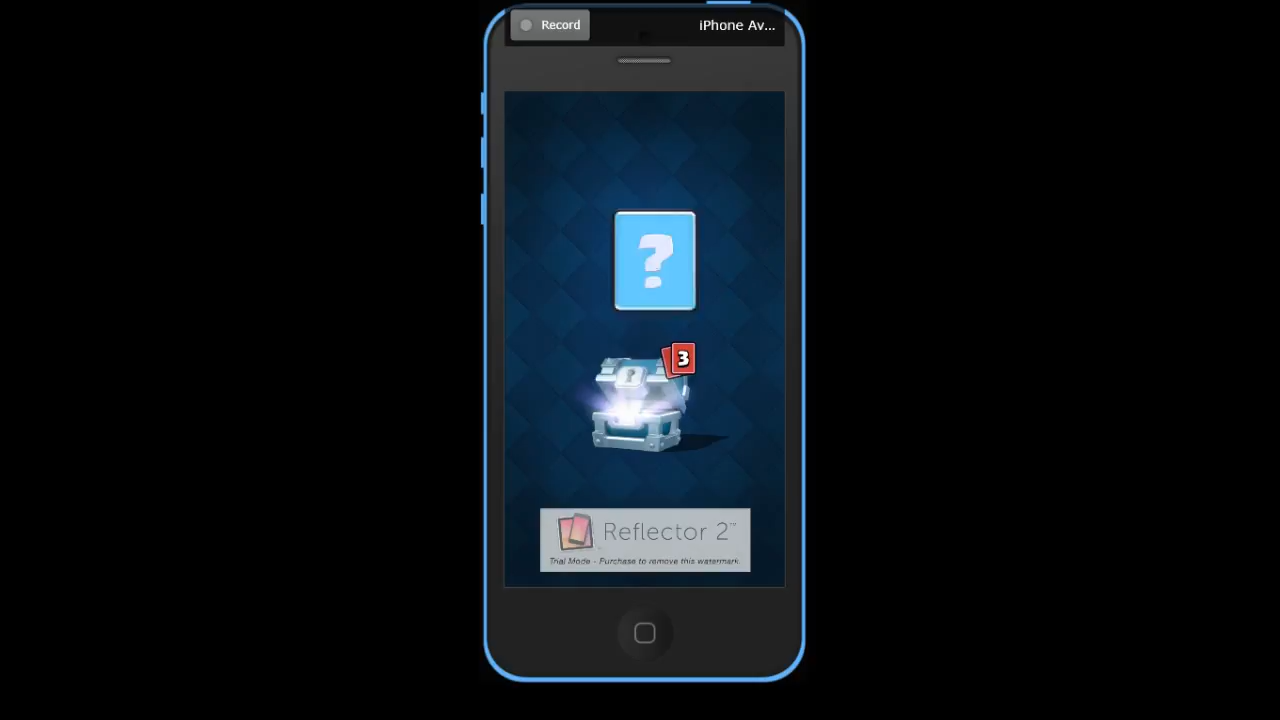 Record
iPhone Av...
?
3
Reflector 2™
Trial Mode - Purchase to remove this watermark.